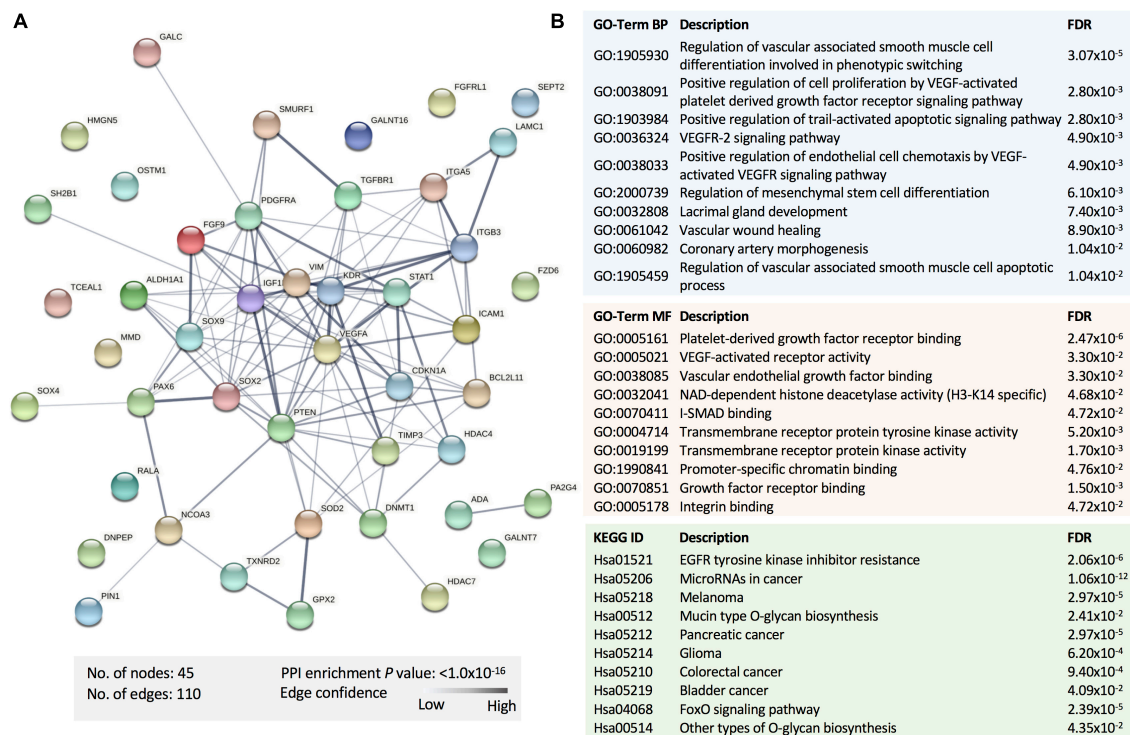 A
GALC
FGFRL1
SEPT2
SMURF1
HMGN5
GALNT16
LAMC1
OSTM1
ITGA5
TGFBR1
SH2B1
PDGFRA
FGF9
ITGB3
VIM
KDR
STAT1
FZD6
ALDH1A1
IGF1
TCEAL1
ICAM1
SOX9
VEGFA
MMD
CDKN1A
BCL2L11
SOX2
SOX4
PAX6
PTEN
TIMP3
HDAC4
RALA
PA2G4
ADA
NCOA3
SOD2
DNMT1
DNPEP
GALNT7
TXNRD2
HDAC7
PIN1
GPX2
No. of nodes: 45
No. of edges: 110
PPI enrichment P value: <1.0x10-16
Edge confidence
Low High
B
GO-Term BP Description FDR
GO:1905930 Regulation of vascular associated smooth muscle cell
differentiation involved in phenotypic switching 3.07x10-5
GO:0038091 Positive regulation of cell proliferation by VEGF-activated
platelet derived growth factor receptor signaling pathway 2.80x10-3
GO:1903984 Positive regulation of trail-activated apoptotic signaling pathway 2.80x10-3
GO:0036324 VEGFR-2 signaling pathway 4.90x10-3
GO:0038033 Positive regulation of endothelial cell chemotaxis by VEGF-
activated VEGFR signaling pathway 4.90x10-3
GO:2000739 Regulation of mesenchymal stem cell differentiation 6.10x10-3
GO:0032808 Lacrimal gland development 7.40x10-3
GO:0061042 Vascular wound healing 8.90x10-3
GO:0060982 Coronary artery morphogenesis 1.04x10-2
GO:1905459 Regulation of vascular associated smooth muscle cell apoptotic
process 1.04x10-2
GO-Term MF Description FDR
GO:0005161 Platelet-derived growth factor receptor binding 2.47x10-6
GO:0005021 VEGF-activated receptor activity 3.30x10-2
GO:0038085 Vascular endothelial growth factor binding 3.30x10-2
GO:0032041 NAD-dependent histone deacetylase activity (H3-K14 specific) 4.68x10-2
GO:0070411 I-SMAD binding 4.72x10-2
GO:0004714 Transmembrane receptor protein tyrosine kinase activity 5.20x10-3
GO:0019199 Transmembrane receptor protein kinase activity 1.70x10-3
GO:1990841 Promoter-specific chromatin binding 4.76x10-2
GO:0070851 Growth factor receptor binding 1.50x10-3
GO:0005178 Integrin binding 4.72x10-2
KEGG ID Description FDR
Hsa01521 EGFR tyrosine kinase inhibitor resistance 2.06x10-6
Hsa05206 MicroRNAs in cancer 1.06x10-12
Hsa05218 Melanoma 2.97x10-5
Hsa00512 Mucin type O-glycan biosynthesis 2.41x10-2
Hsa05212 Pancreatic cancer 2.97x10-5
Hsa05214 Glioma 6.20x10-4
Hsa05210 Colorectal cancer 9.40x10-4
Hsa05219 Bladder cancer 4.09x10-2
Hsa04068 FoxO signaling pathway 2.39x10-5
Hsa00514 Other types of O-glycan biosynthesis 4.35x10-2